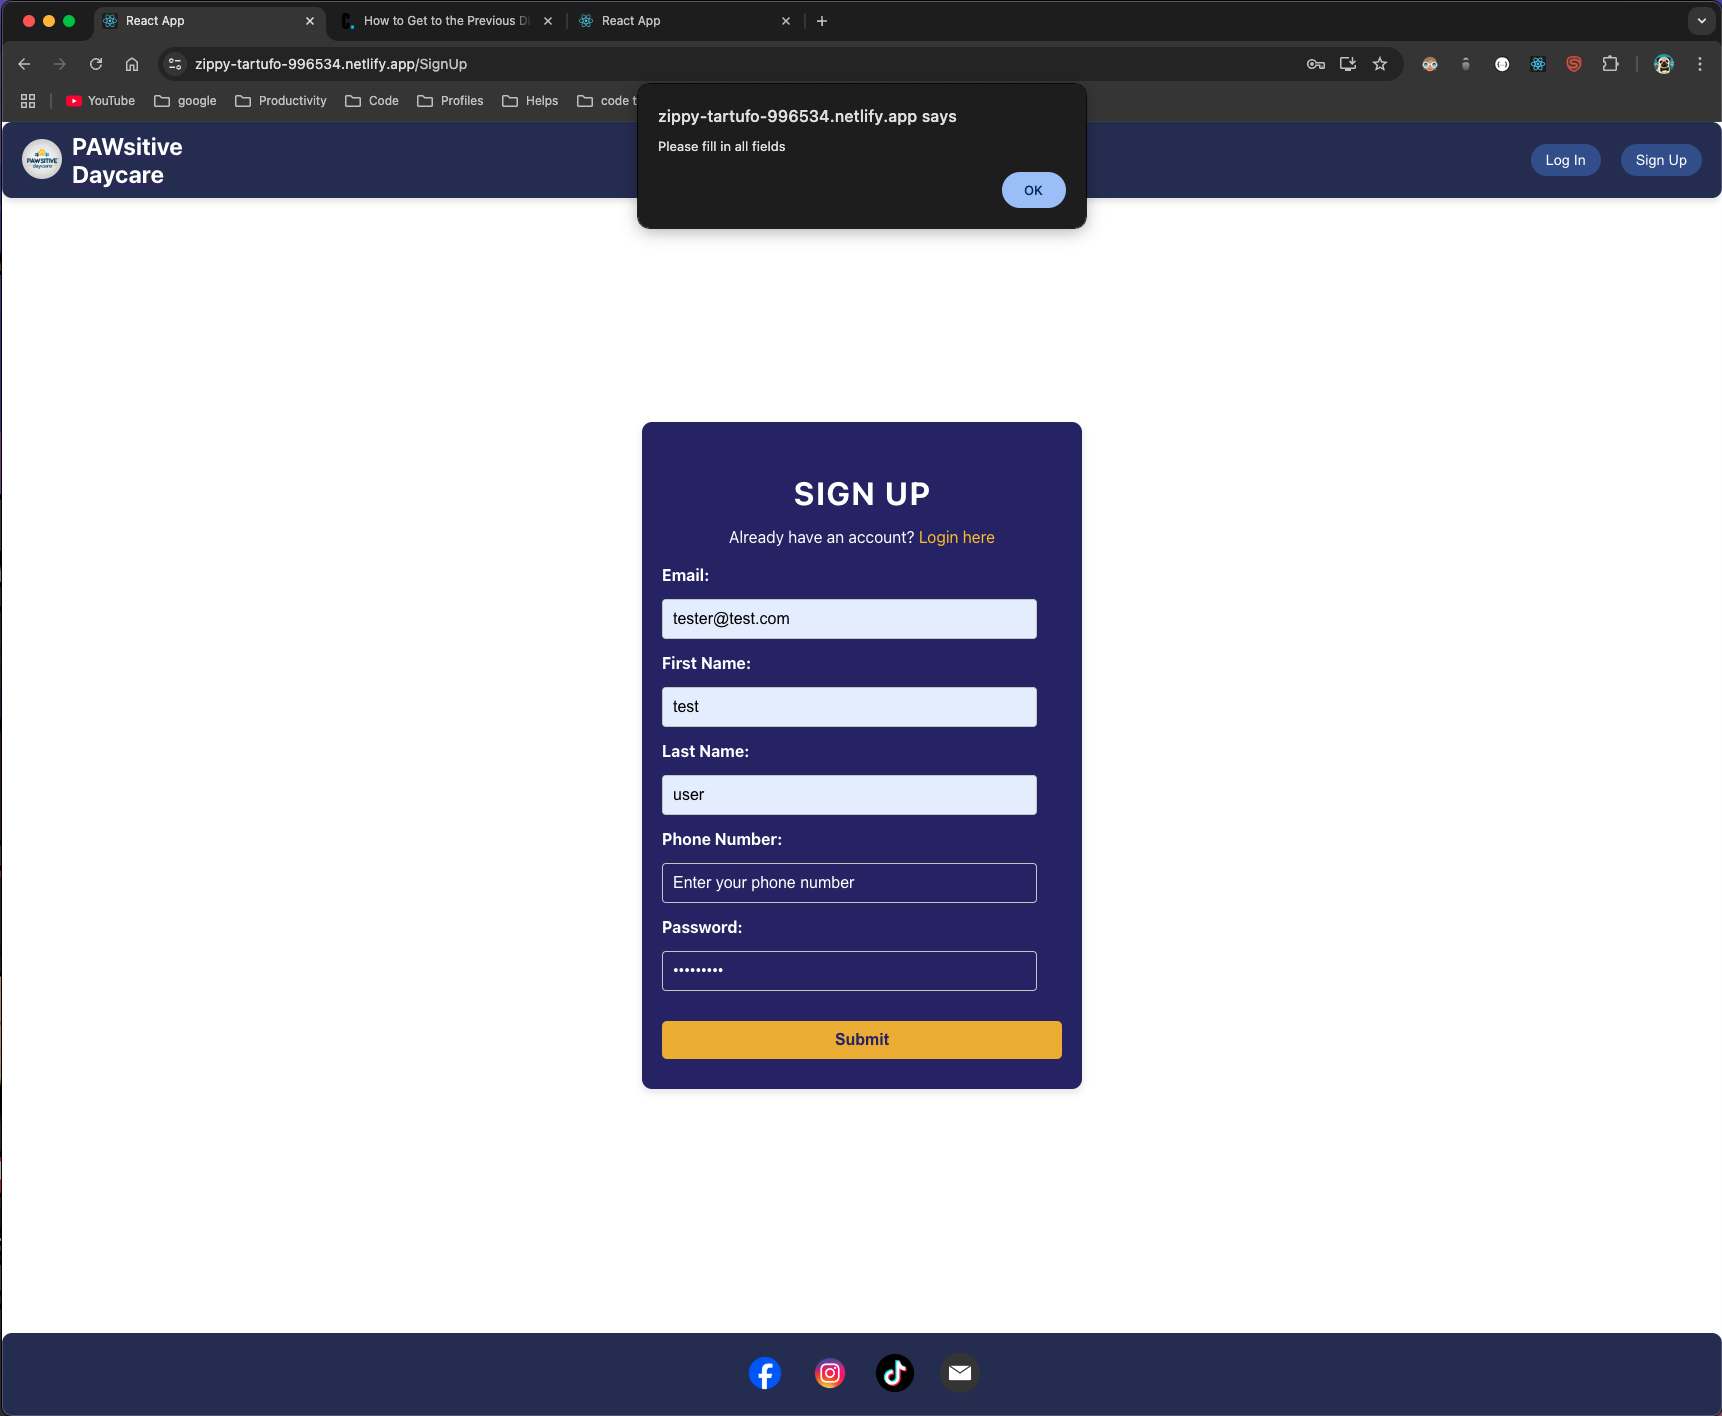 React App
How to Get to the Previous Di
React App
zippy-tartufo-996534.netlify.app/SignUp
YouTube
google
Productivity
Code
Profiles
Helps
code t
zippy-tartufo-996534.netlify.app says
Please fill in all fields
OK
PAWSITIVE
daycare
PAWsitive
Daycare
Log In
Sign Up
SIGN UP
Already have an account? Login here
Email:
tester@test.com
First Name:
test
Last Name:
user
Phone Number:
Enter your phone number
Password:
•••••••••
Submit